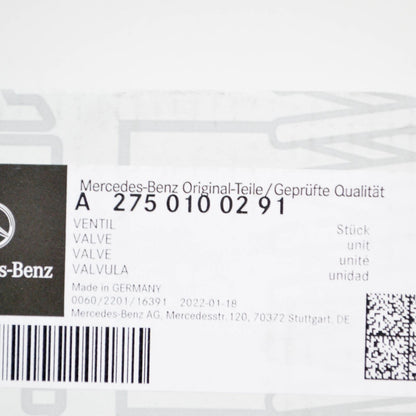 Mercedes-Benz Original-Teile/Geprüfte Qualität
A 275 010 02 91
VENTIL Stück
VALVE unit
VALVE unité
VALVULA unidad
Made in GERMANY
0060/2201/16391 2022-01-18
Mercedes-Benz AG, Mercedesstr.120, 70372 Stuttgart, DE
s-Benz